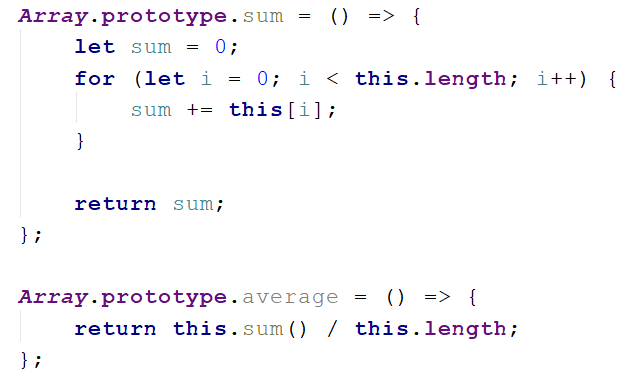 Array.prototype.sum = () => {
    let sum = 0;
    for (let i = 0; i < this.length; i++) {
        sum += this[i];
    }

    return sum;
};

Array.prototype.average = () => {
    return this.sum() / this.length;
};